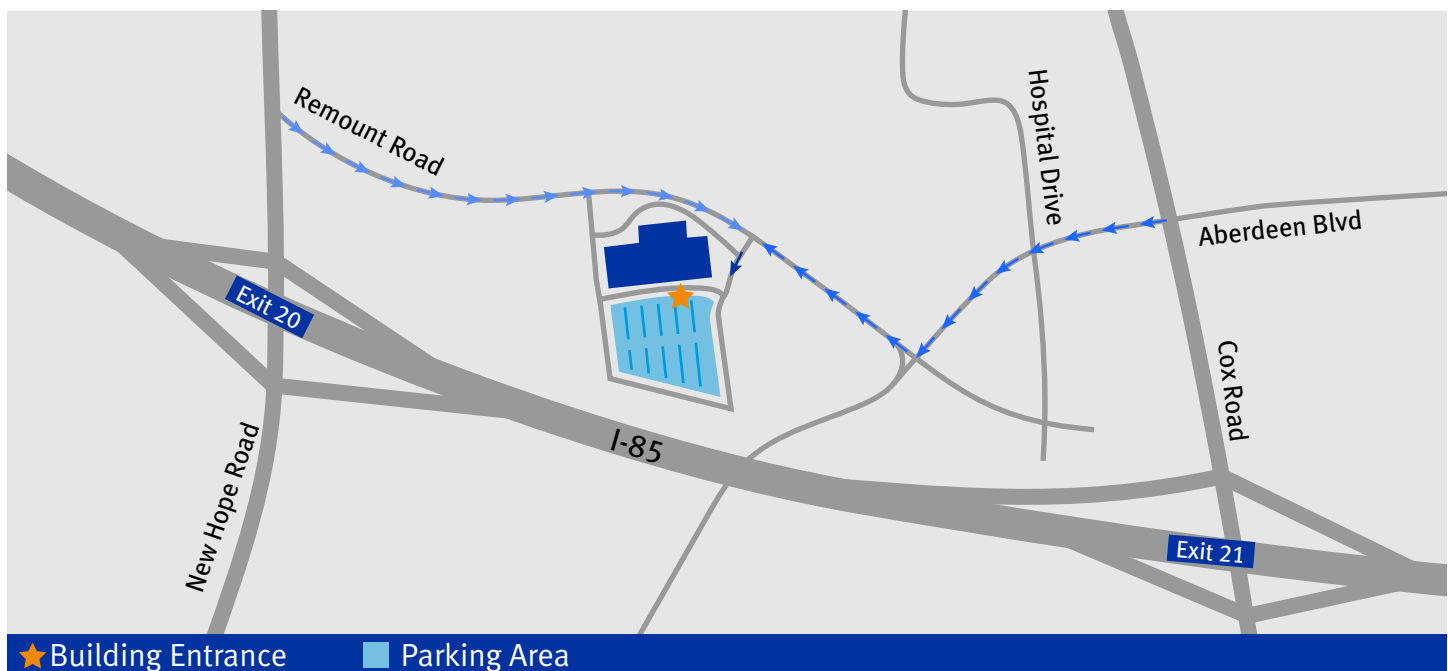 Remount Road
Hospital Drive
Aberdeen Blvd
Exit 20
Cox Road
I-85
New Hope Road
Exit 21
Building Entrance
Parking Area